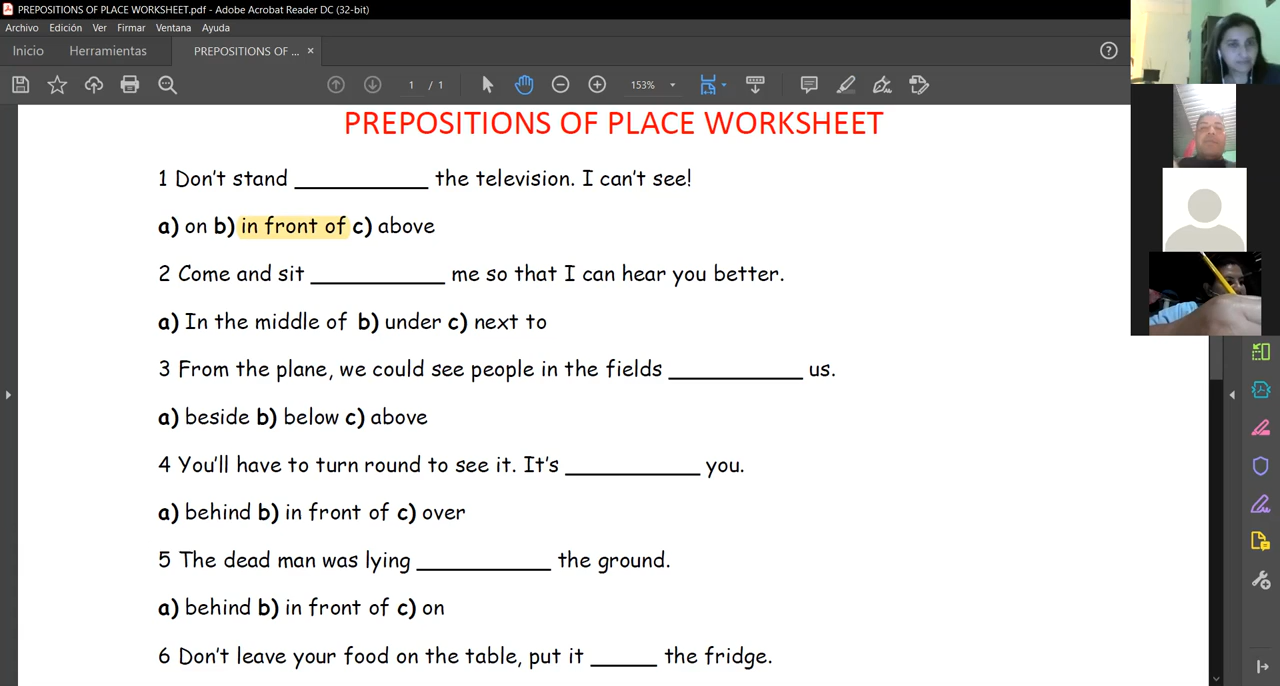 PREPOSITIONS OF PLACE WORKSHEET.pdf - Adobe Acrobat Reader DC (32-bit)
Archivo Edición Ver Firmar Ventana Ayuda
Inicio Herramientas PREPOSITIONS OF ... ×
1 / 1 153%
PREPOSITIONS OF PLACE WORKSHEET
1 Don't stand ____________ the television. I can't see!
a) on b) in front of c) above
2 Come and sit ____________ me so that I can hear you better.
a) In the middle of b) under c) next to
3 From the plane, we could see people in the fields ____________ us.
a) beside b) below c) above
4 You'll have to turn round to see it. It's ____________ you.
a) behind b) in front of c) over
5 The dead man was lying ____________ the ground.
a) behind b) in front of c) on
6 Don't leave your food on the table, put it ______ the fridge.